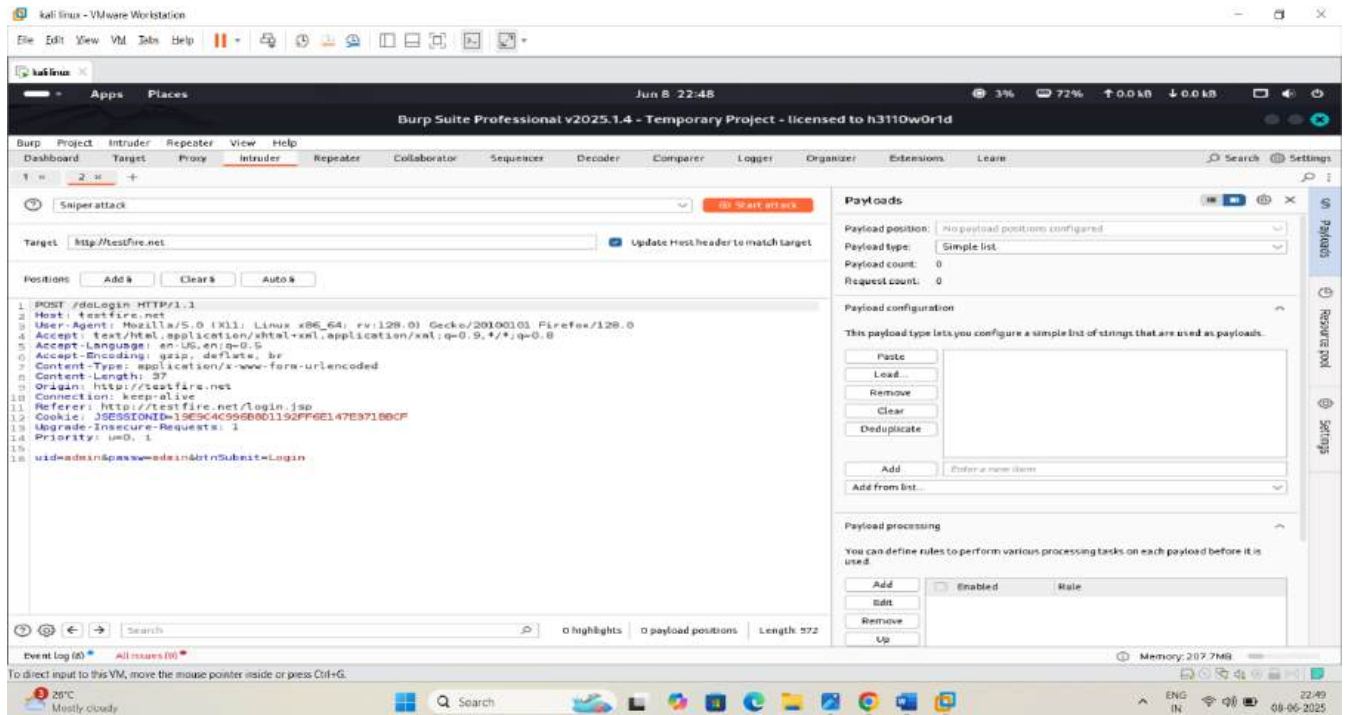 kali linux - VMware Workstation
File Edit View VM Tabs Help
kali linux
Apps Places Jun 8 22:48 3% 72% 0.0 kB 0.0 kB
Burp Suite Professional v2025.1.4 - Temporary Project - licensed to h3110w0r1d
Burp Project Intruder Repeater View Help
Dashboard Target Proxy Intruder Repeater Collaborator Sequencer Decoder Comparer Logger Organizer Extensions Learn Search Settings
1 2 +
Sniper attack Start attack
Target http://testfire.net Update Host header to match target
Positions Add § Clear § Auto §
1 POST /doLogin HTTP/1.1
2 Host: testfire.net
3 User-Agent: Mozilla/5.0 (X11; Linux x86_64; rv:128.0) Gecko/20100101 Firefox/128.0
4 Accept: text/html,application/xhtml+xml,application/xml;q=0.9,*/*;q=0.8
5 Accept-Language: en-US,en;q=0.5
6 Accept-Encoding: gzip, deflate, br
7 Content-Type: application/x-www-form-urlencoded
8 Content-Length: 37
9 Origin: http://testfire.net
10 Connection: keep-alive
11 Referer: http://testfire.net/login.jsp
12 Cookie:
13 Upgrade-Insecure-Requests: 1
14 Priority: u=0, i
15
16 uid=admin&passw=admin&btnSubmit=Login
Search 0 highlights 0 payload positions Length: 572
Payloads
Payload position: No payload positions configured
Payload type: Simple list
Payload count: 0
Request count: 0
Payload configuration
This payload type lets you configure a simple list of strings that are used as payloads.
Paste
Load...
Remove
Clear
Deduplicate
Add Enter a new item
Add from list...
Payload processing
You can define rules to perform various processing tasks on each payload before it is
used.
Add Enabled Rule
Edit
Remove
Up
Payloads
Resource pool
Settings
Event log (6) All issues (9) Memory: 207.7MB
To direct input to this VM, move the mouse pointer inside or press Ctrl+G.
26°C
Mostly cloudy
Search
ENG
IN
22:49
08-06-2025